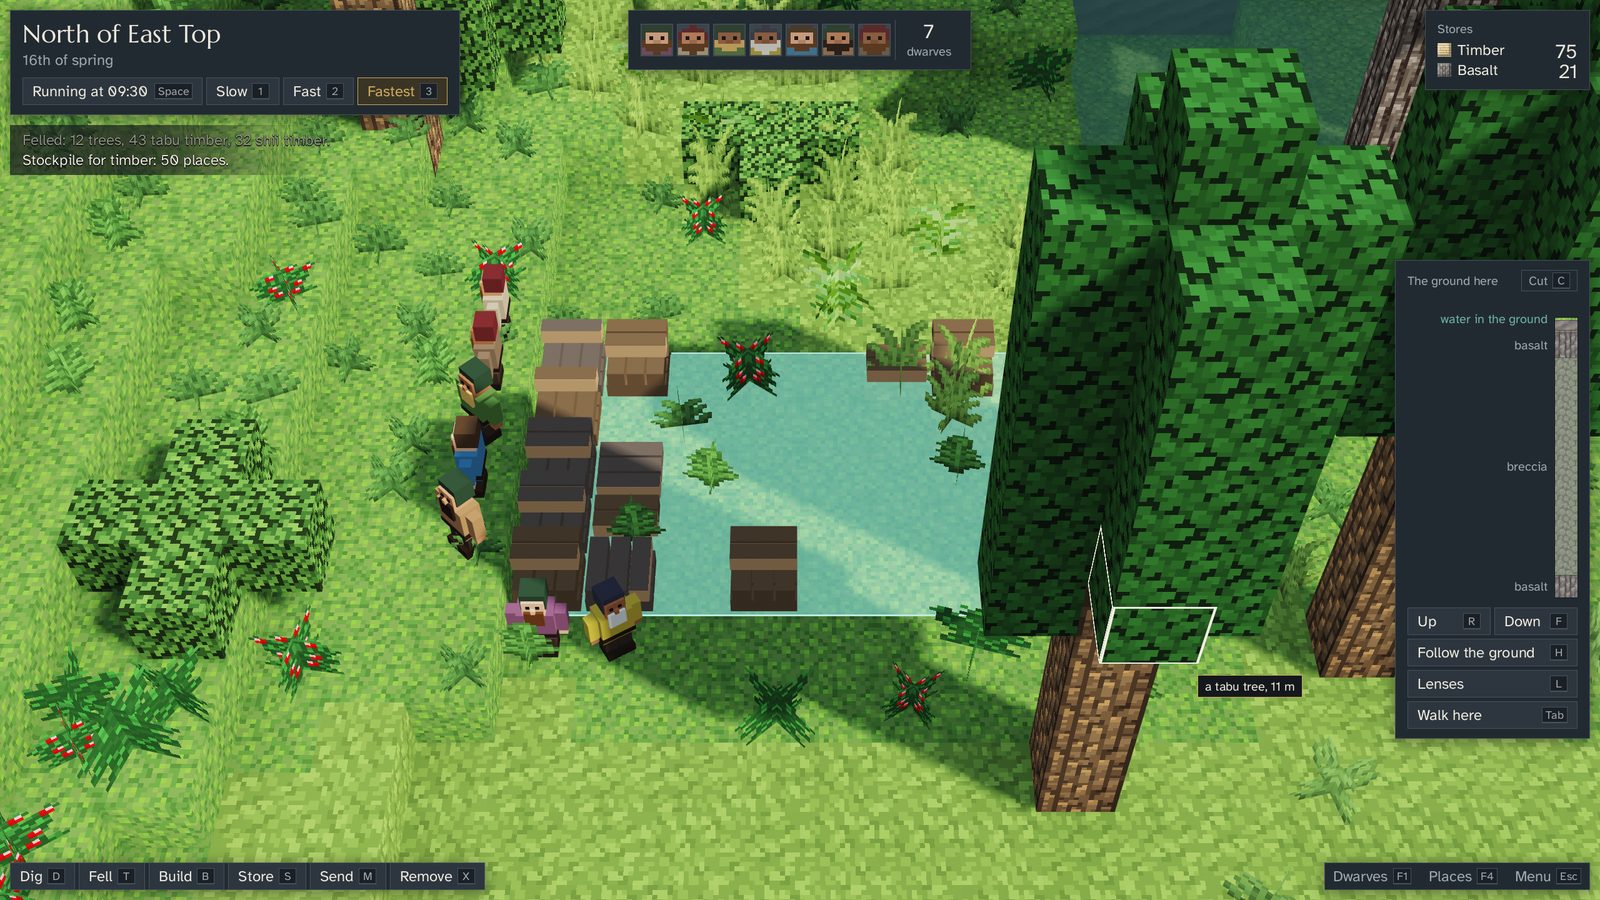 North of East Top
16th of spring
Running at 09:30 Space
Slow 1
Fast 2
Fastest 3
Felled: 12 trees, 43 tabu timber, 32 shii timber.
Stockpile for timber: 50 places.
7
dwarves
Stores
Timber 75
Basalt 21
The ground here
Cut C
water in the ground
basalt
breccia
basalt
Up R
Down F
Follow the ground H
Lenses L
Walk here Tab
a tabu tree, 11 m
Dig D
Fell T
Build B
Store S
Send M
Remove X
Dwarves F1
Places F4
Menu Esc